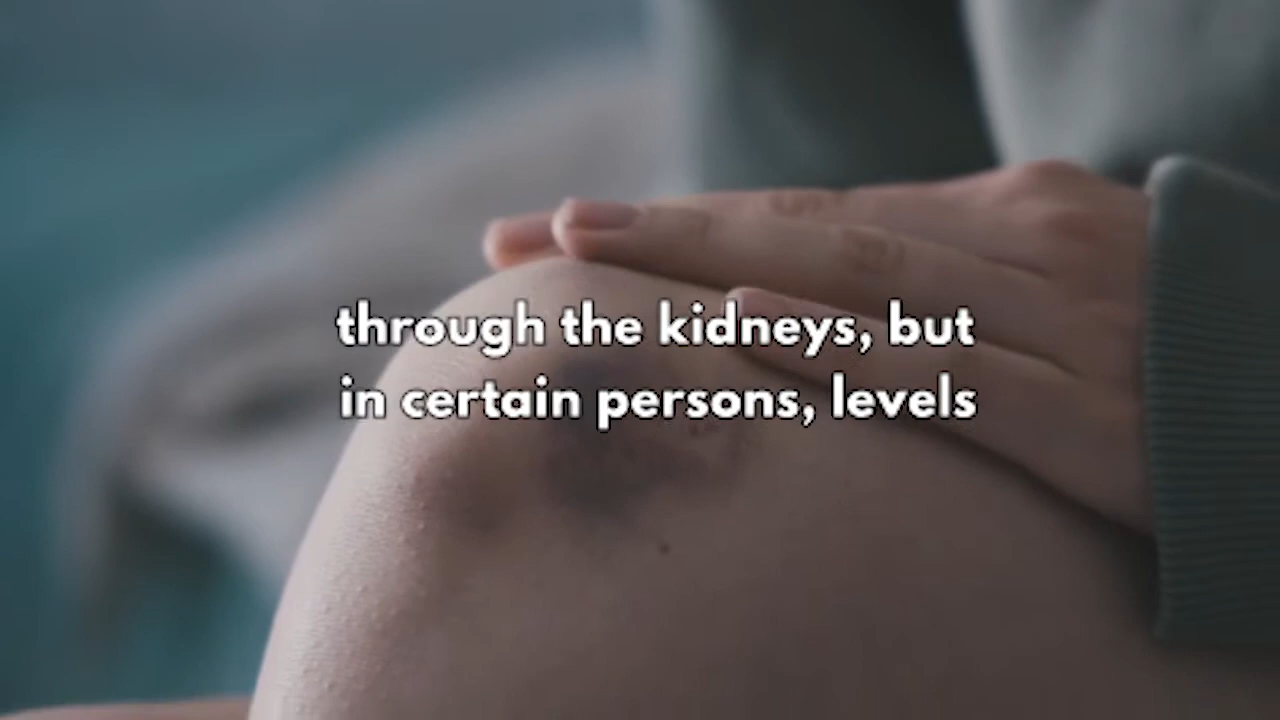 through the kidneys, but
in certain persons, levels